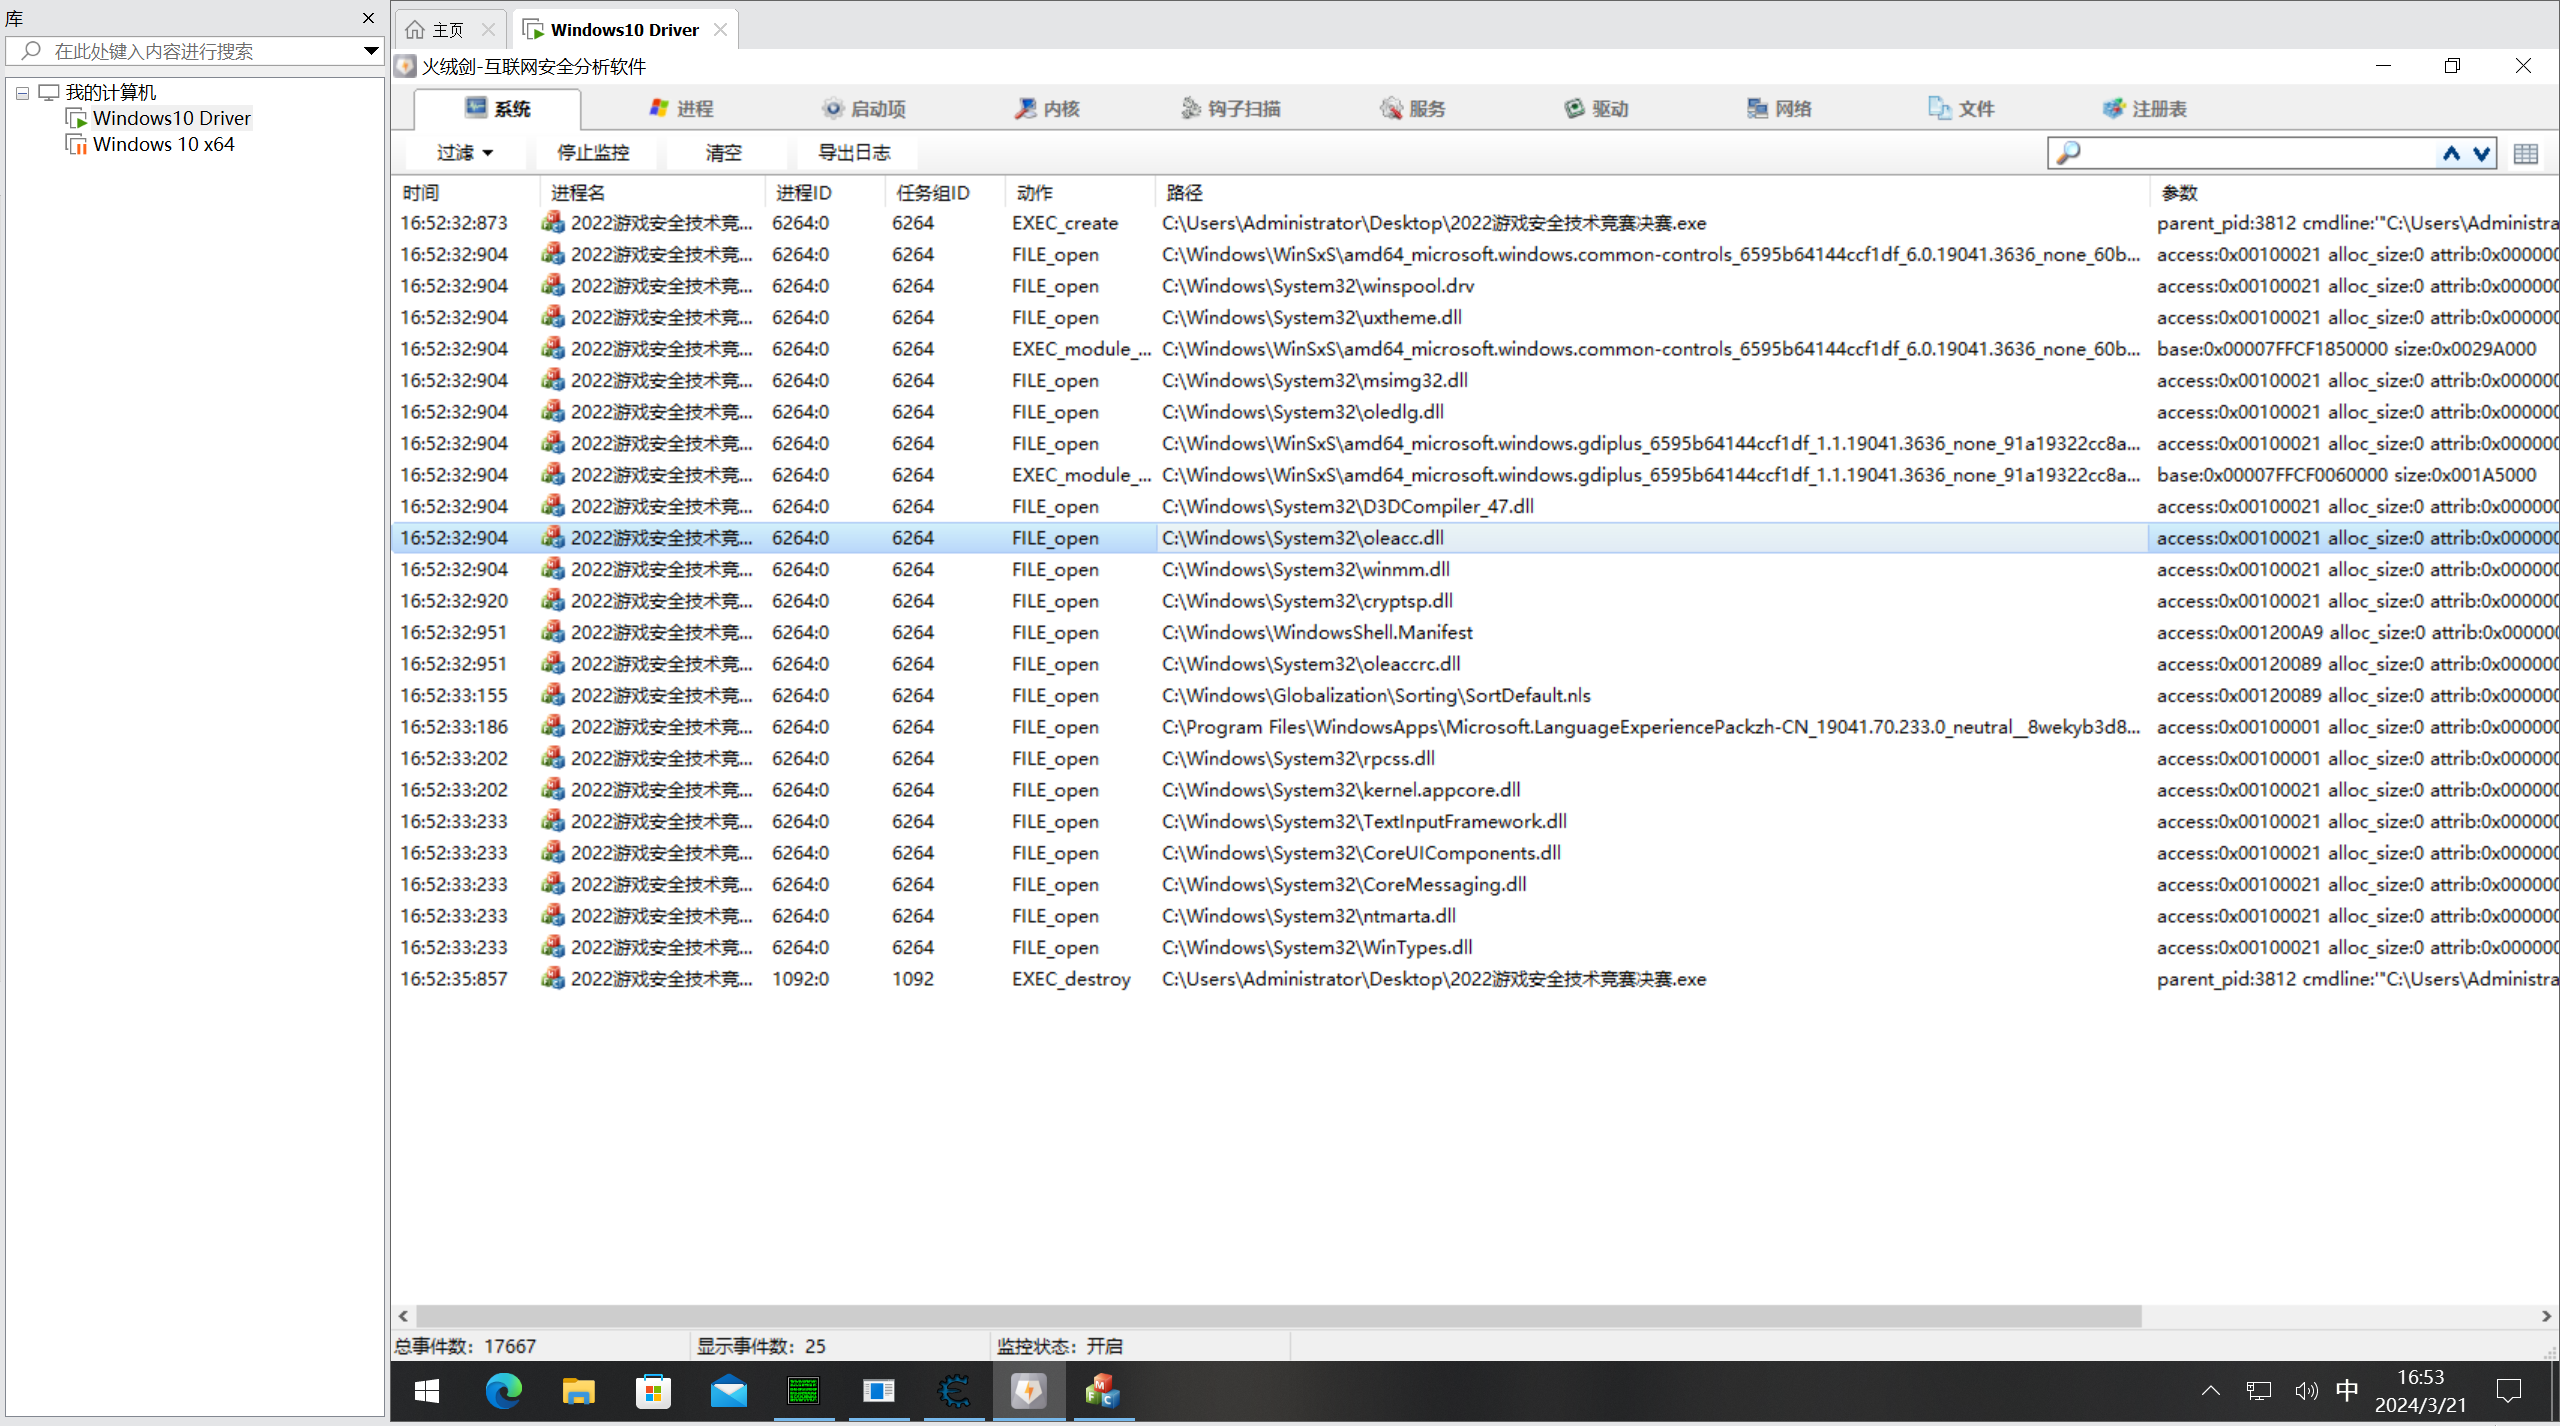 库
在此处键入内容进行搜索
我的计算机
Windows10 Driver
Windows 10 x64
主页 Windows10 Driver
火绒剑-互联网安全分析软件
系统 进程 启动项 内核 钩子扫描 服务 驱动 网络 文件 注册表
过滤 停止监控 清空 导出日志
时间 进程名 进程ID 任务组ID 动作 路径 参数
16:52:32:873 2022游戏安全技术竞... 6264:0 6264 EXEC_create C:\Users\Administrator\Desktop\2022游戏安全技术竞赛决赛.exe parent_pid:3812 cmdline:'"C:\Users\Administra
16:52:32:904 2022游戏安全技术竞... 6264:0 6264 FILE_open C:\Windows\WinSxS\amd64_microsoft.windows.common-controls_6595b64144ccf1df_6.0.19041.3636_none_60b... access:0x00100021 alloc_size:0 attrib:0x000000
16:52:32:904 2022游戏安全技术竞... 6264:0 6264 FILE_open C:\Windows\System32\winspool.drv access:0x00100021 alloc_size:0 attrib:0x000000
16:52:32:904 2022游戏安全技术竞... 6264:0 6264 FILE_open C:\Windows\System32\uxtheme.dll access:0x00100021 alloc_size:0 attrib:0x000000
16:52:32:904 2022游戏安全技术竞... 6264:0 6264 EXEC_module_... C:\Windows\WinSxS\amd64_microsoft.windows.common-controls_6595b64144ccf1df_6.0.19041.3636_none_60b... base:0x00007FFCF1850000 size:0x0029A000
16:52:32:904 2022游戏安全技术竞... 6264:0 6264 FILE_open C:\Windows\System32\msimg32.dll access:0x00100021 alloc_size:0 attrib:0x000000
16:52:32:904 2022游戏安全技术竞... 6264:0 6264 FILE_open C:\Windows\System32\oledlg.dll access:0x00100021 alloc_size:0 attrib:0x000000
16:52:32:904 2022游戏安全技术竞... 6264:0 6264 FILE_open C:\Windows\WinSxS\amd64_microsoft.windows.gdiplus_6595b64144ccf1df_1.1.19041.3636_none_91a19322cc8a... access:0x00100021 alloc_size:0 attrib:0x000000
16:52:32:904 2022游戏安全技术竞... 6264:0 6264 EXEC_module_... C:\Windows\WinSxS\amd64_microsoft.windows.gdiplus_6595b64144ccf1df_1.1.19041.3636_none_91a19322cc8a... base:0x00007FFCF0060000 size:0x001A5000
16:52:32:904 2022游戏安全技术竞... 6264:0 6264 FILE_open C:\Windows\System32\D3DCompiler_47.dll access:0x00100021 alloc_size:0 attrib:0x000000
16:52:32:904 2022游戏安全技术竞... 6264:0 6264 FILE_open C:\Windows\System32\oleacc.dll access:0x00100021 alloc_size:0 attrib:0x000000
16:52:32:904 2022游戏安全技术竞... 6264:0 6264 FILE_open C:\Windows\System32\winmm.dll access:0x00100021 alloc_size:0 attrib:0x000000
16:52:32:920 2022游戏安全技术竞... 6264:0 6264 FILE_open C:\Windows\System32\cryptsp.dll access:0x00100021 alloc_size:0 attrib:0x000000
16:52:32:951 2022游戏安全技术竞... 6264:0 6264 FILE_open C:\Windows\WindowsShell.Manifest access:0x001200A9 alloc_size:0 attrib:0x000000
16:52:32:951 2022游戏安全技术竞... 6264:0 6264 FILE_open C:\Windows\System32\oleaccrc.dll access:0x00120089 alloc_size:0 attrib:0x000000
16:52:33:155 2022游戏安全技术竞... 6264:0 6264 FILE_open C:\Windows\Globalization\Sorting\SortDefault.nls access:0x00120089 alloc_size:0 attrib:0x000000
16:52:33:186 2022游戏安全技术竞... 6264:0 6264 FILE_open C:\Program Files\WindowsApps\Microsoft.LanguageExperiencePackzh-CN_19041.70.233.0_neutral__8wekyb3d8... access:0x00100001 alloc_size:0 attrib:0x000000
16:52:33:202 2022游戏安全技术竞... 6264:0 6264 FILE_open C:\Windows\System32\rpcss.dll access:0x00100001 alloc_size:0 attrib:0x000000
16:52:33:202 2022游戏安全技术竞... 6264:0 6264 FILE_open C:\Windows\System32\kernel.appcore.dll access:0x00100021 alloc_size:0 attrib:0x000000
16:52:33:233 2022游戏安全技术竞... 6264:0 6264 FILE_open C:\Windows\System32\TextInputFramework.dll access:0x00100021 alloc_size:0 attrib:0x000000
16:52:33:233 2022游戏安全技术竞... 6264:0 6264 FILE_open C:\Windows\System32\CoreUIComponents.dll access:0x00100021 alloc_size:0 attrib:0x000000
16:52:33:233 2022游戏安全技术竞... 6264:0 6264 FILE_open C:\Windows\System32\CoreMessaging.dll access:0x00100021 alloc_size:0 attrib:0x000000
16:52:33:233 2022游戏安全技术竞... 6264:0 6264 FILE_open C:\Windows\System32\ntmarta.dll access:0x00100021 alloc_size:0 attrib:0x000000
16:52:33:233 2022游戏安全技术竞... 6264:0 6264 FILE_open C:\Windows\System32\WinTypes.dll access:0x00100021 alloc_size:0 attrib:0x000000
16:52:35:857 2022游戏安全技术竞... 1092:0 1092 EXEC_destroy C:\Users\Administrator\Desktop\2022游戏安全技术竞赛决赛.exe parent_pid:3812 cmdline:'"C:\Users\Administra
总事件数: 17667 显示事件数: 25 监控状态: 开启
中 16:53
2024/3/21